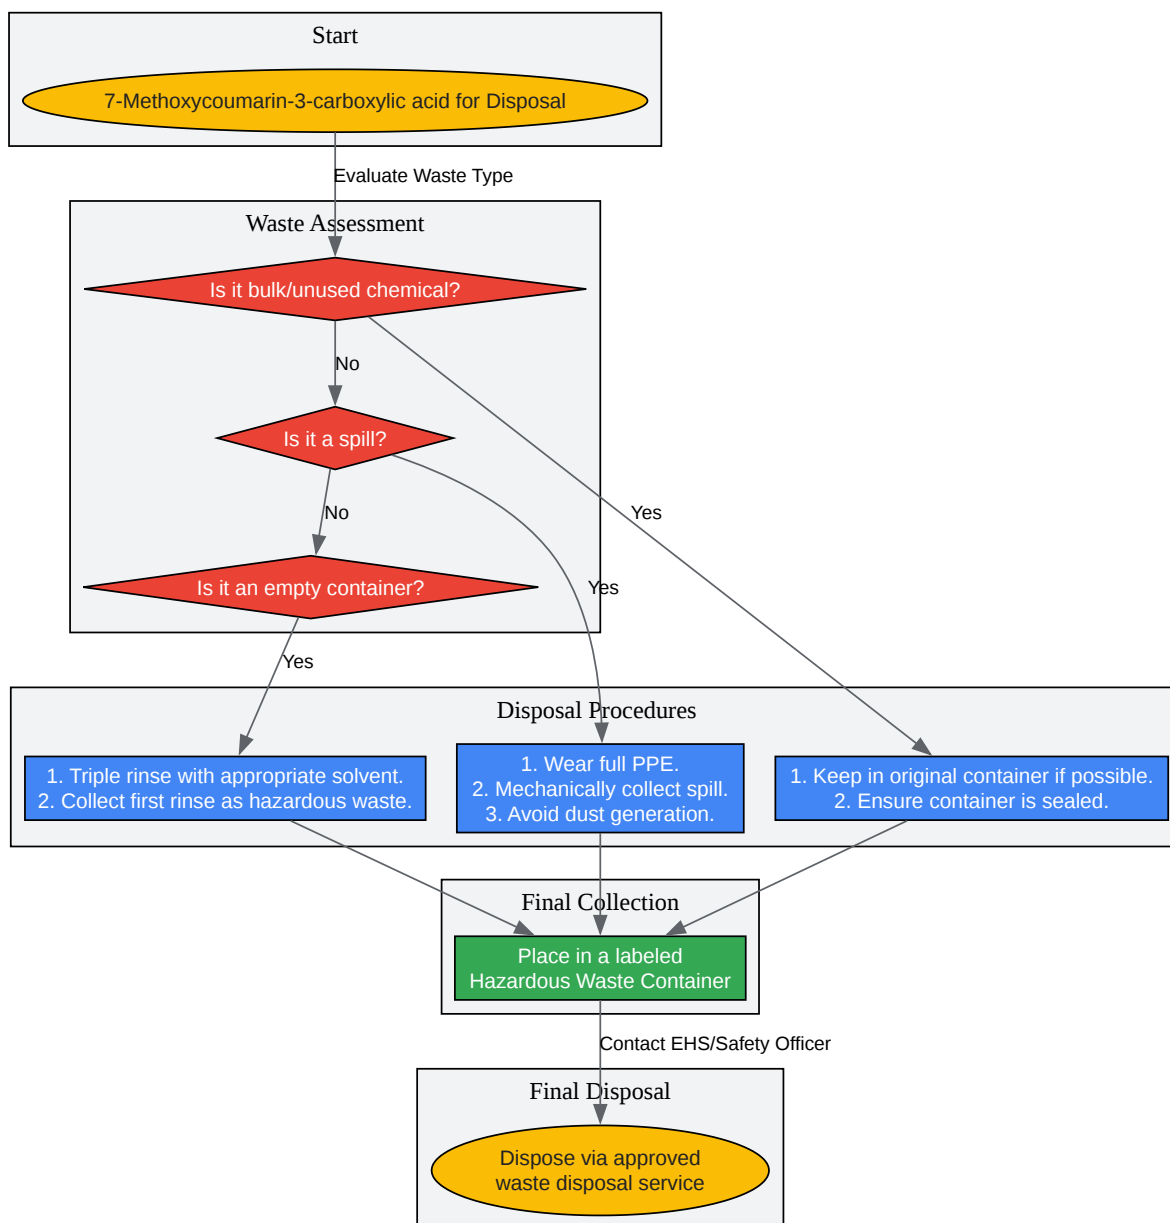 Start
7-Methoxycoumarin-3-carboxylic acid for Disposal
Evaluate Waste Type
Waste Assessment
Is it bulk/unused chemical?
No
Is it a spill?
Yes
No
Yes
Is it an empty container?
Yes
Disposal Procedures
1. Triple rinse with appropriate solvent.
2. Collect first rinse as hazardous waste.
1. Wear full PPE.
2. Mechanically collect spill.
3. Avoid dust generation.
1. Keep in original container if possible.
2. Ensure container is sealed.
Final Collection
Place in a labeled
Hazardous Waste Container
Contact EHS/Safety Officer
Final Disposal
Dispose via approved
waste disposal service